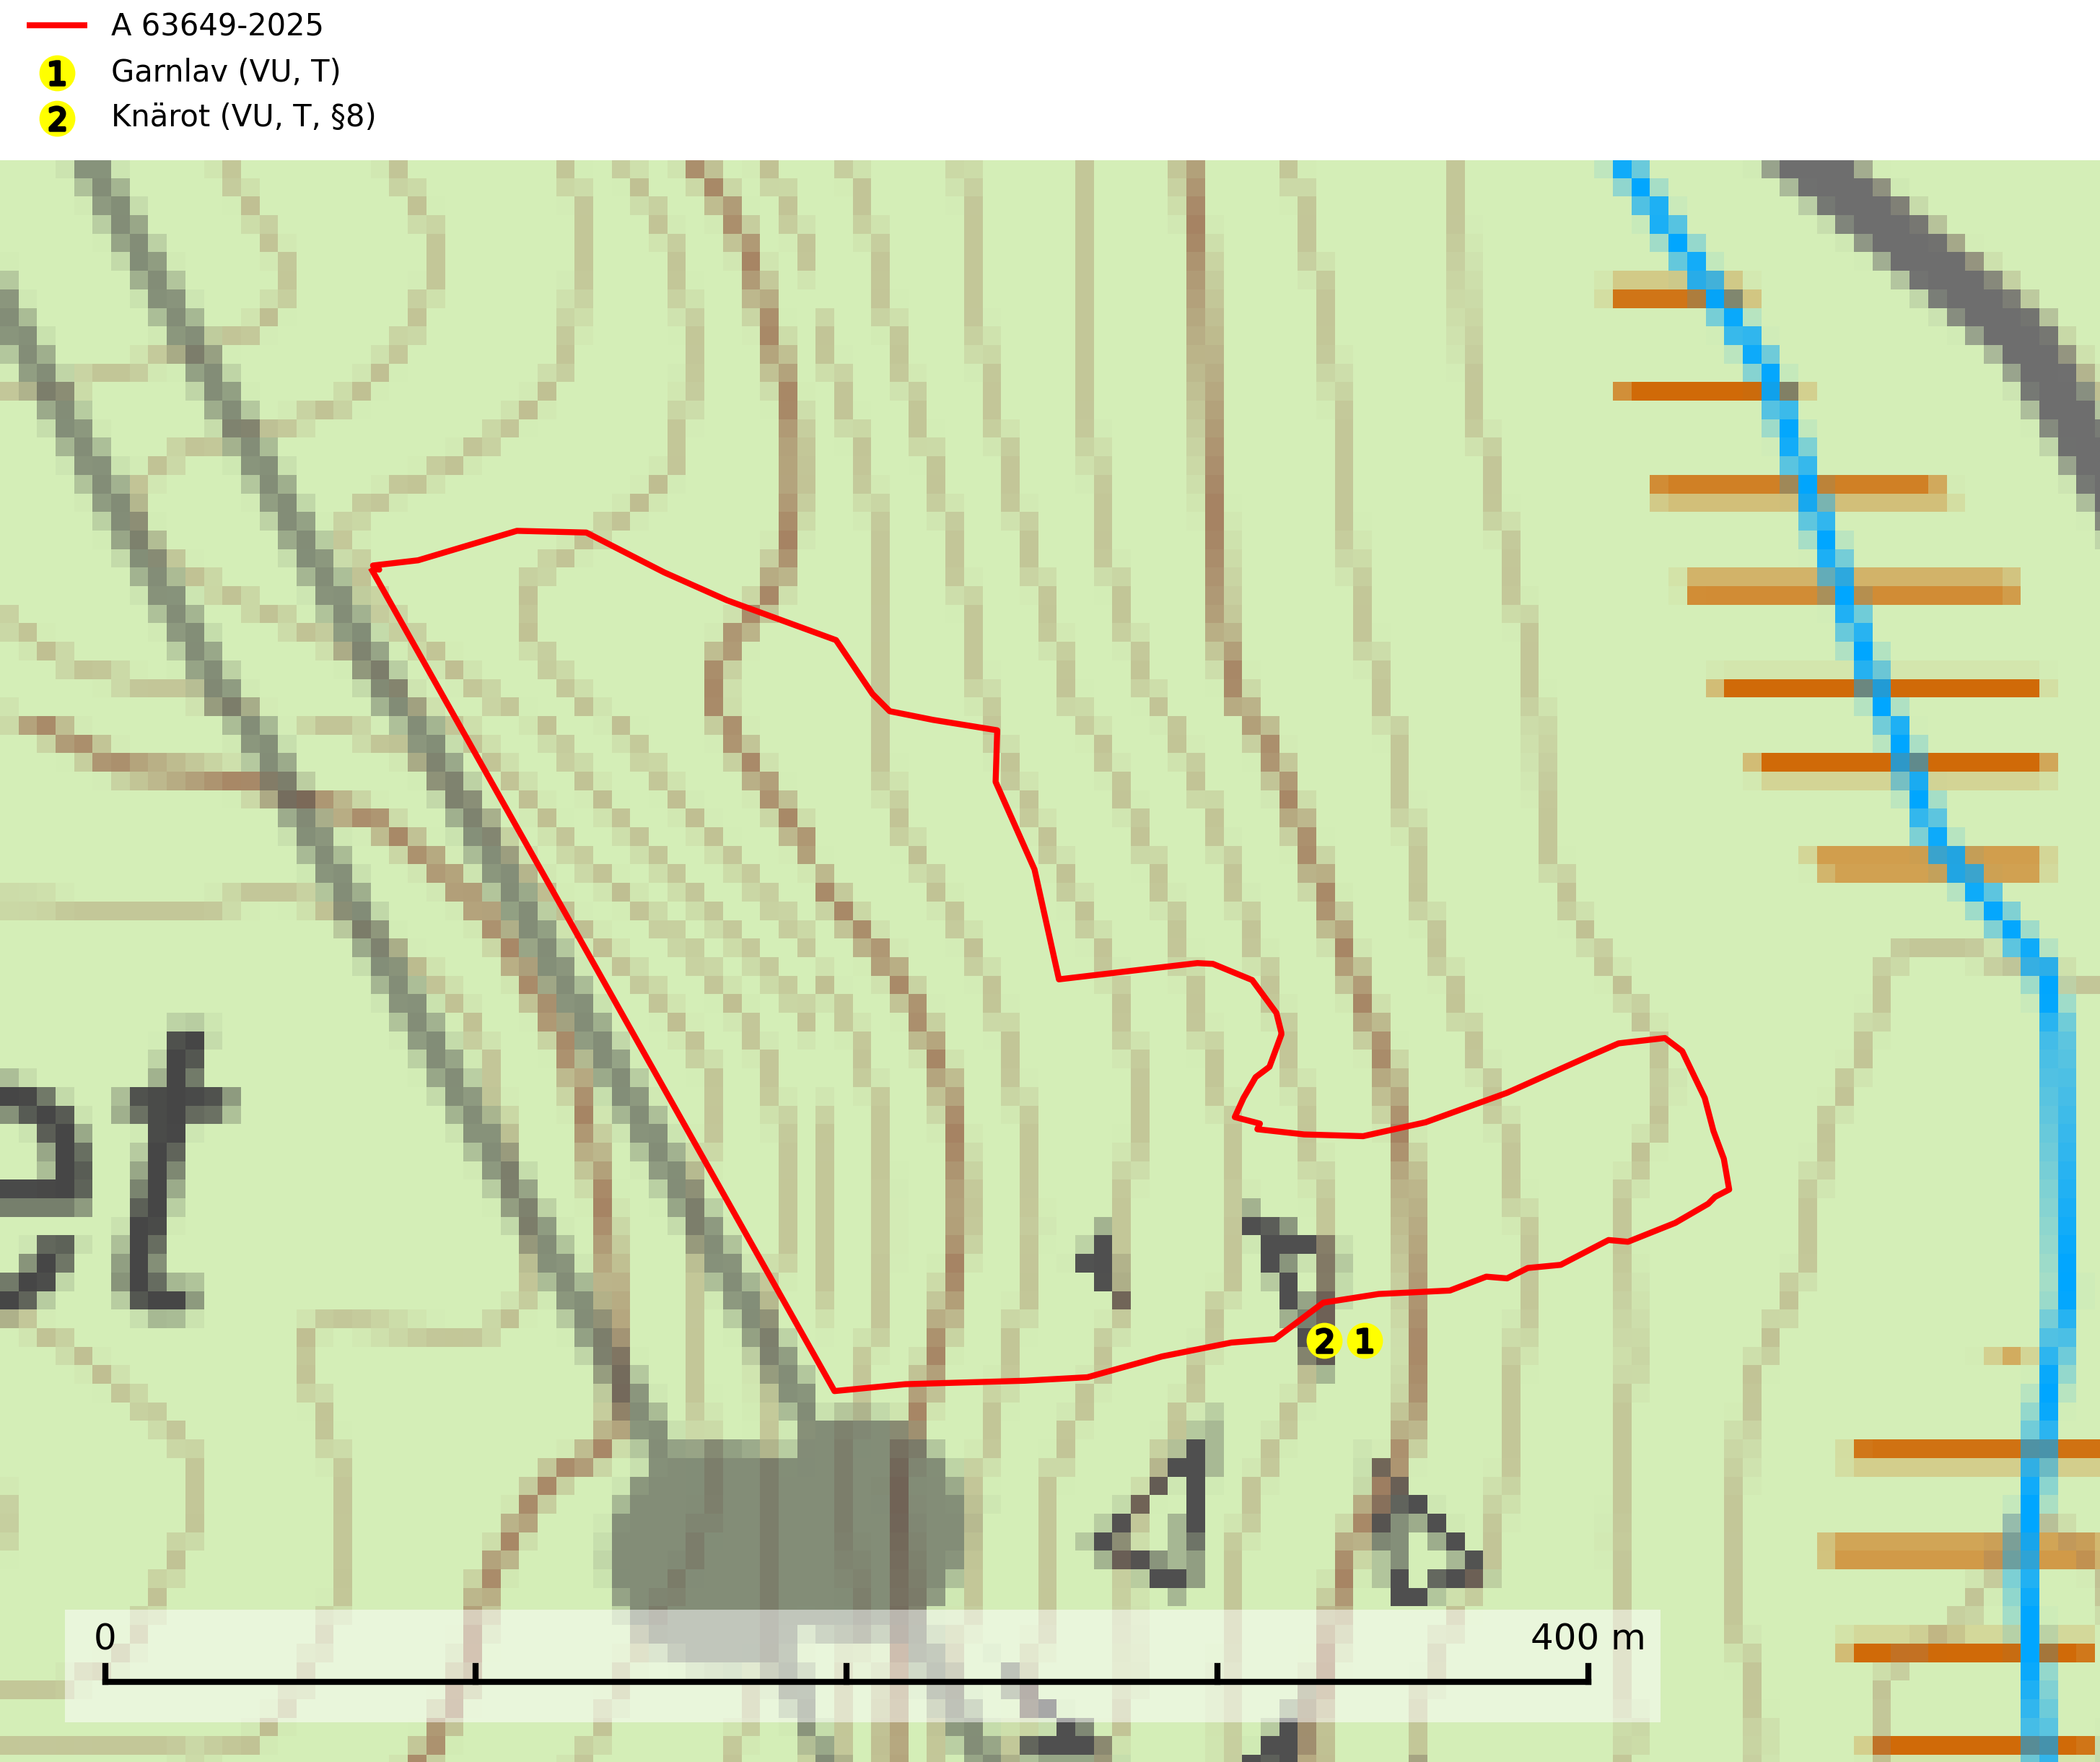 A 63649-2025
1 Garnlav (VU, T)
2 Knärot (VU, T, §8)
t
2 1
0 400 m